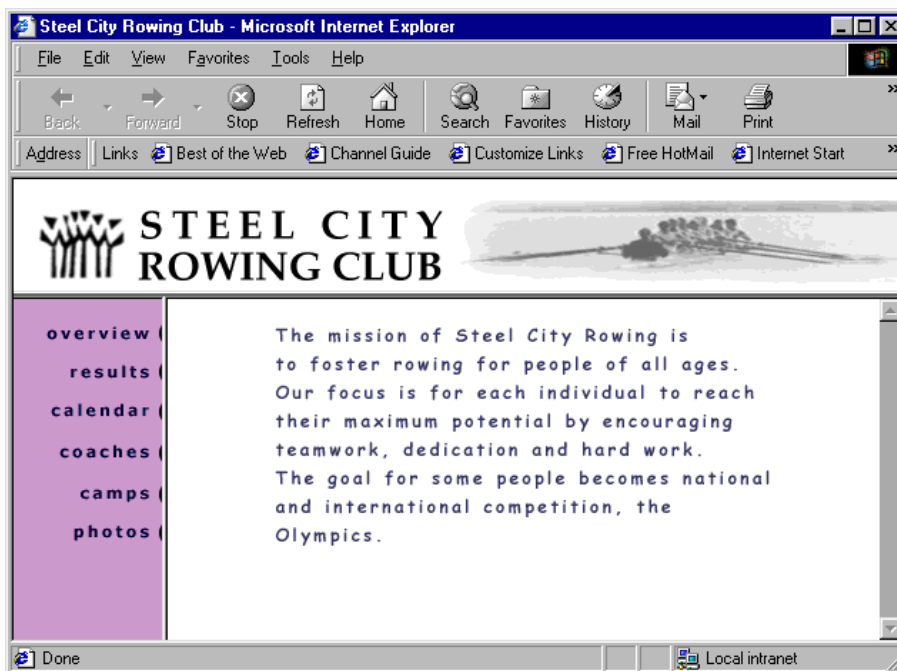 Steel City Rowing Club - Microsoft Internet Explorer
File Edit View Favorites Tools Help
Back Forward Stop Refresh Home Search Favorites History Mail Print
Address Links Best of the Web Channel Guide Customize Links Free HotMail Internet Start
STEEL CITY
ROWING CLUB
overview
results
calendar
coaches
camps
photos
The mission of Steel City Rowing is
to foster rowing for people of all ages.
Our focus is for each individual to reach
their maximum potential by encouraging
teamwork, dedication and hard work.
The goal for some people becomes national
and international competition, the
Olympics.
Done Local intranet